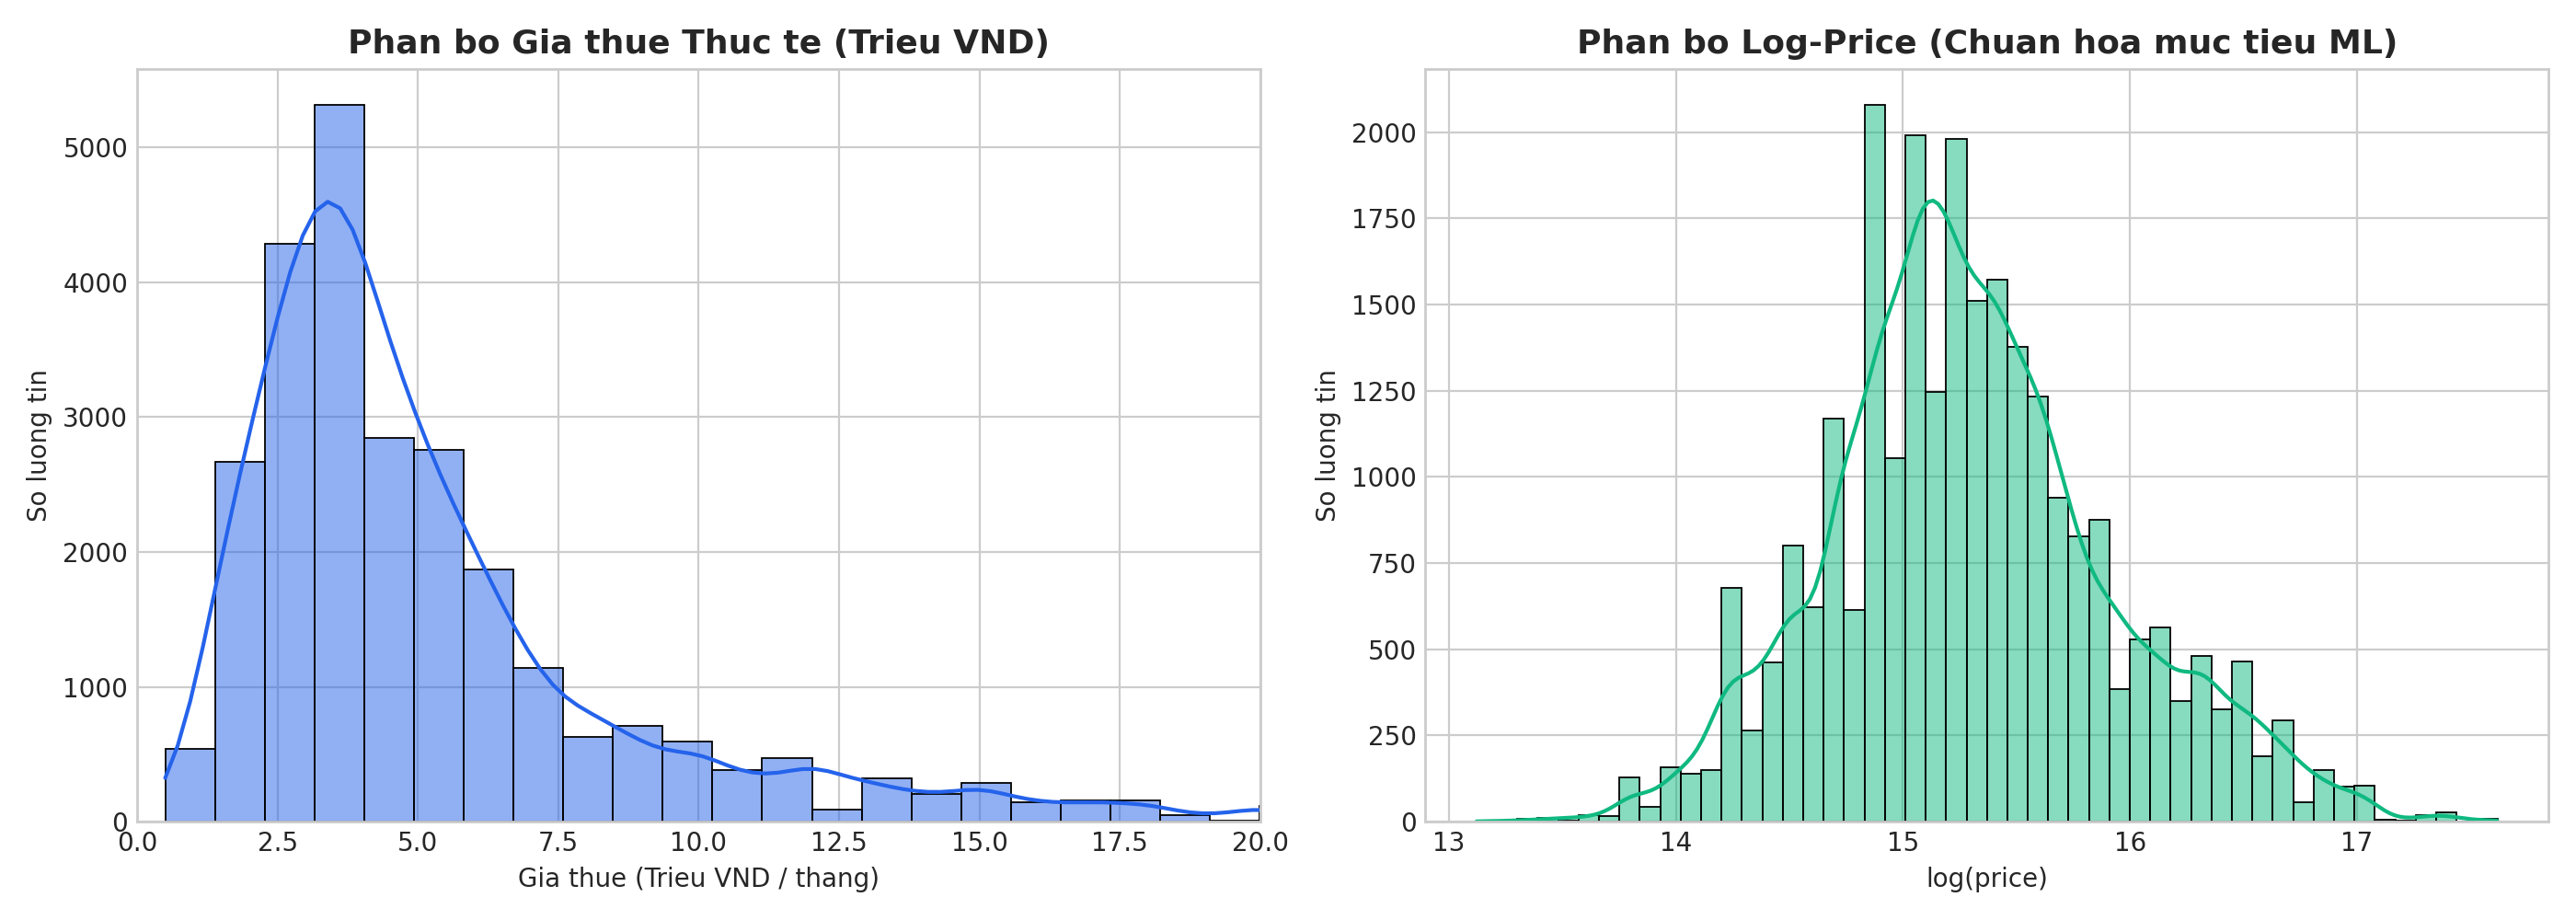 Phan bo Gia thue Thuc te (Trieu VND)
So luong tin
5000
4000
3000
2000
1000
0
0.0 2.5 5.0 7.5 10.0 12.5 15.0 17.5 20.0
Gia thue (Trieu VND / thang)
Phan bo Log-Price (Chuan hoa muc tieu ML)
So luong tin
2000
1750
1500
1250
1000
750
500
250
0
13 14 15 16 17
log(price)